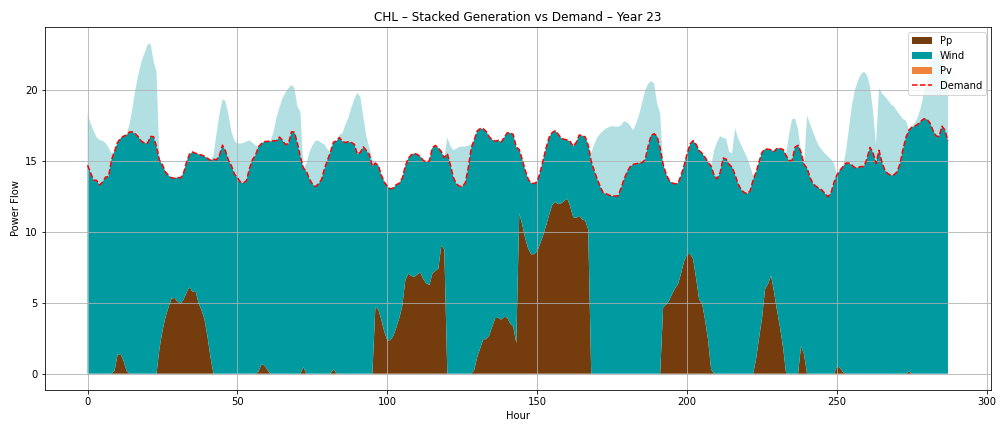 CHL – Stacked Generation vs Demand – Year 23
Power Flow
20
15
10
5
0
0 50 100 150 200 250 300
Hour
Pp
Wind
Pv
Demand